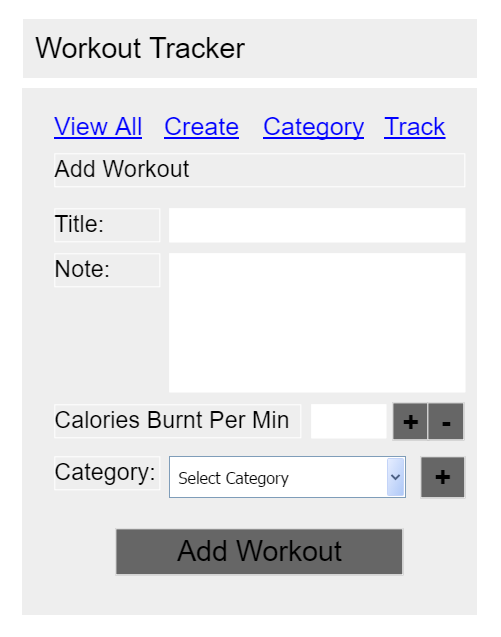 Workout Tracker
View All Create Category Track
Add Workout
Title:
Note:
Calories Burnt Per Min + -
Category: Select Category +
Add Workout